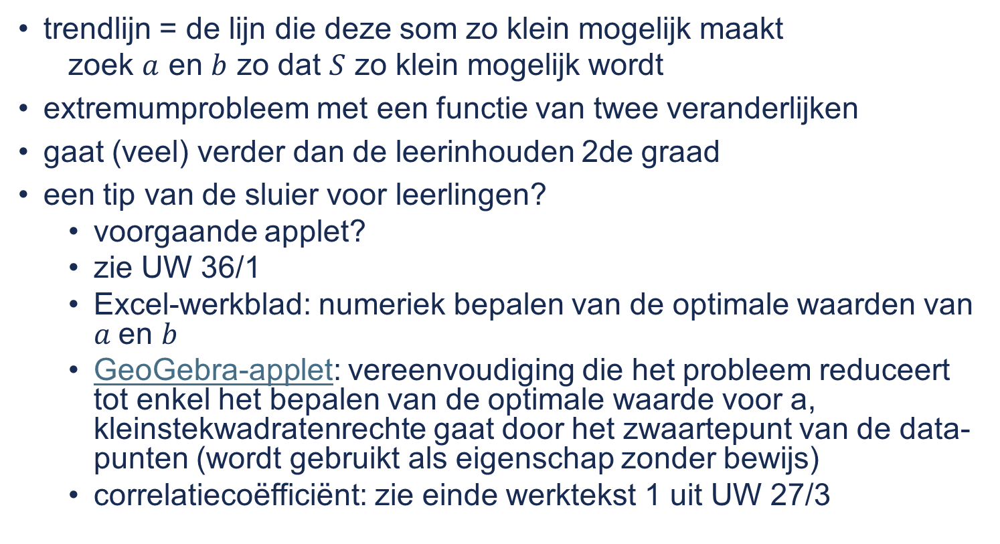 • trendlijn = de lijn die deze som zo klein mogelijk maakt
zoek a en b zo dat S zo klein mogelijk wordt
• extremumprobleem met een functie van twee veranderlijken
• gaat (veel) verder dan de leerinhouden 2de graad
• een tip van de sluier voor leerlingen?
• voorgaande applet?
• zie UW 36/1
• Excel-werkblad: numeriek bepalen van de optimale waarden van
a en b
• GeoGebra-applet: vereenvoudiging die het probleem reduceert
tot enkel het bepalen van de optimale waarde voor a,
kleinstekwadratenrechte gaat door het zwaartepunt van de data-
punten (wordt gebruikt als eigenschap zonder bewijs)
• correlatiecoëfficiënt: zie einde werktekst 1 uit UW 27/3